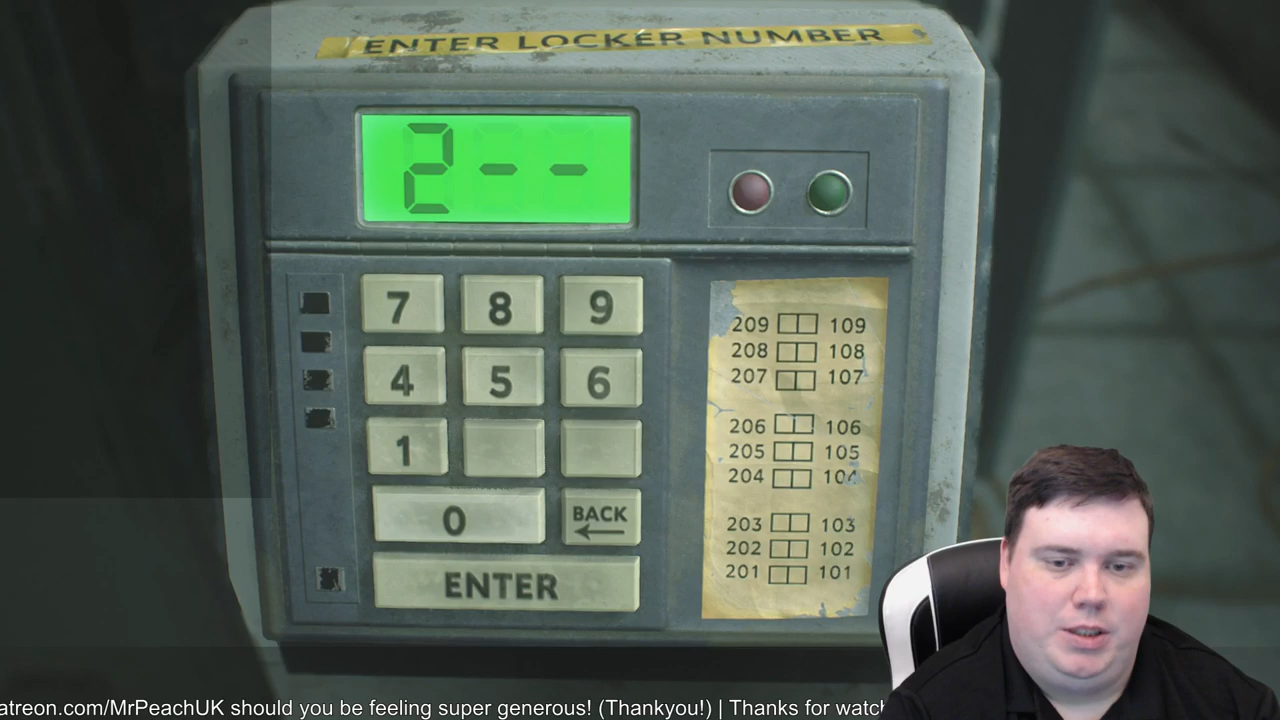 ENTER LOCKER NUMBER
2--
7 8 9
4 5 6
1
0 BACK
ENTER
209 109
208 108
207 107
206 106
205 105
204 104
203 103
202 102
201 101
atreon.com/MrPeachUK should you be feeling super generous! (Thankyou!) | Thanks for watch